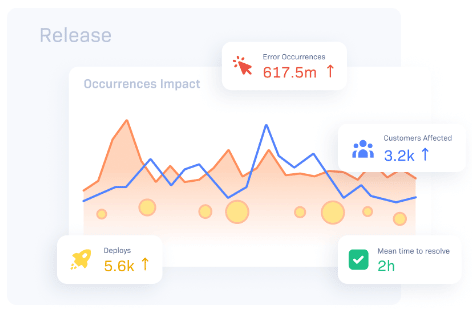 Release
Error Occurrences
617.5m ↑
Occurrences Impact
Customers Affected
3.2k ↑
Deploys
5.6k ↑
Mean time to resolve
2h